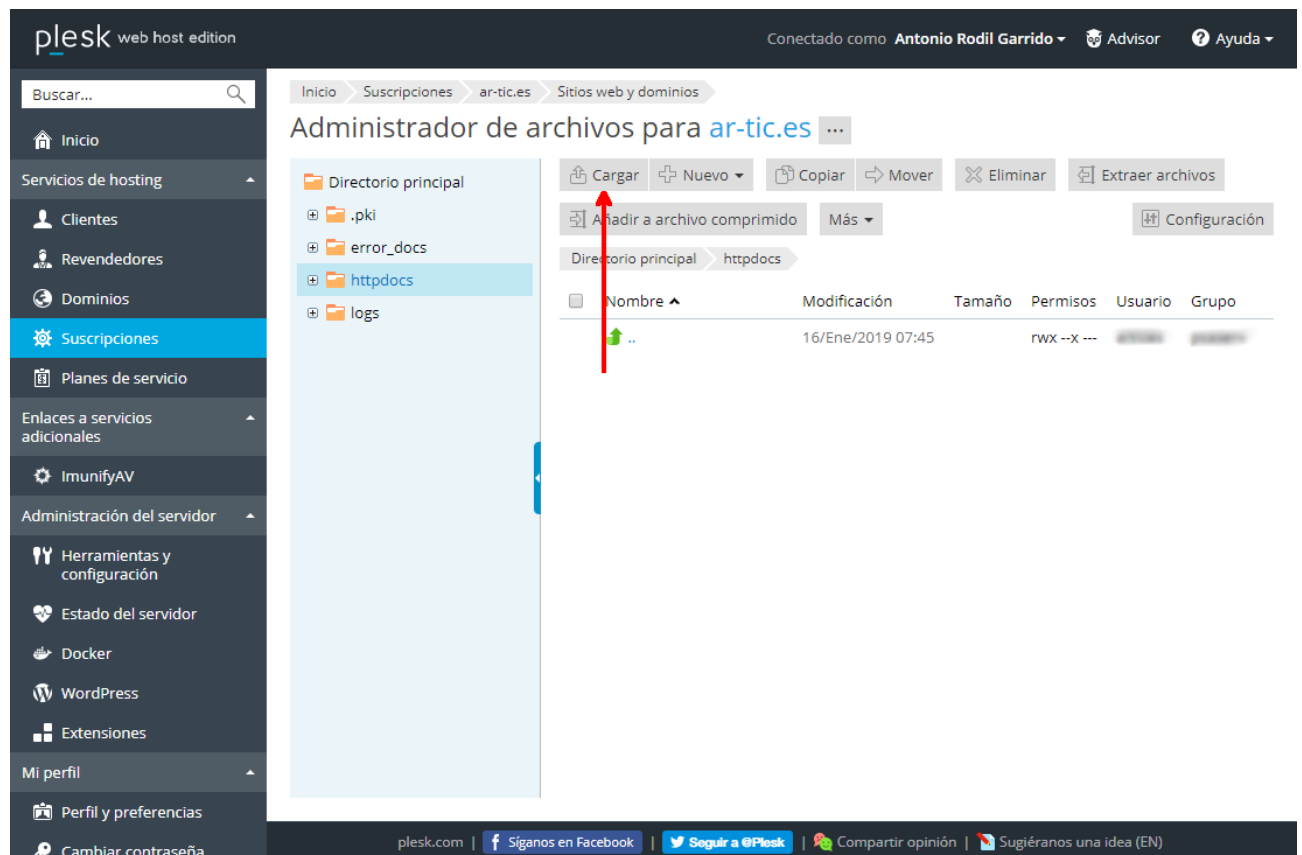 plesk web host edition
Conectado como Antonio Rodil Garrido
Advisor
Ayuda
Buscar...
Inicio
Servicios de hosting
Clientes
Revendedores
Dominios
Suscripciones
Planes de servicio
Enlaces a servicios
adicionales
ImunifyAV
Administración del servidor
Herramientas y
configuración
Estado del servidor
Docker
WordPress
Extensiones
Mi perfil
Perfil y preferencias
Cambiar contraseña
Inicio Suscripciones ar-tic.es Sitios web y dominios
Administrador de archivos para ar-tic.es ...
Directorio principal
.pki
error_docs
httpdocs
logs
Cargar Nuevo Copiar Mover Eliminar Extraer archivos
Añadir a archivo comprimido Más Configuración
Directorio principal httpdocs
Nombre Modificación Tamaño Permisos Usuario Grupo
.. 16/Ene/2019 07:45 rwx --x ---
plesk.com | Síganos en Facebook | Seguir a @Plesk | Compartir opinión | Sugiéranos una idea (EN)